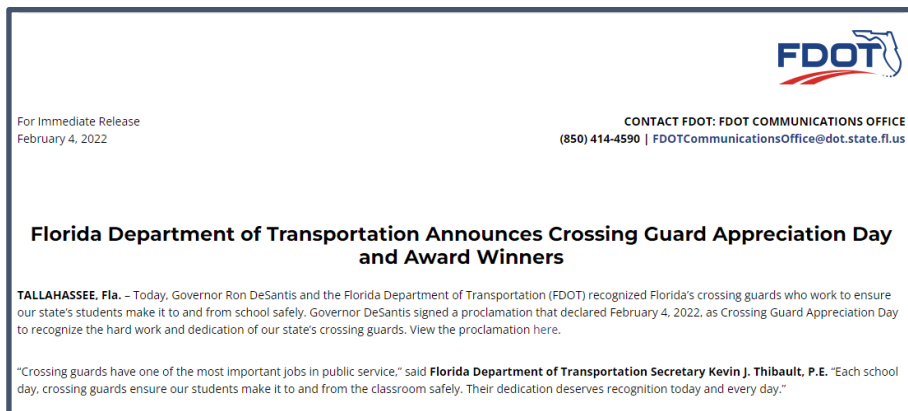 FDOT
For Immediate Release
February 4, 2022
CONTACT FDOT: FDOT COMMUNICATIONS OFFICE
(850) 414-4590 | FDOTCommunicationsOffice@dot.state.fl.us
Florida Department of Transportation Announces Crossing Guard Appreciation Day
and Award Winners
TALLAHASSEE, Fla. – Today, Governor Ron DeSantis and the Florida Department of Transportation (FDOT) recognized Florida’s crossing guards who work to ensure
our state’s students make it to and from school safely. Governor DeSantis signed a proclamation that declared February 4, 2022, as Crossing Guard Appreciation Day
to recognize the hard work and dedication of our state’s crossing guards. View the proclamation here.
“Crossing guards have one of the most important jobs in public service,” said Florida Department of Transportation Secretary Kevin J. Thibault, P.E. “Each school
day, crossing guards ensure our students make it to and from the classroom safely. Their dedication deserves recognition today and every day.”